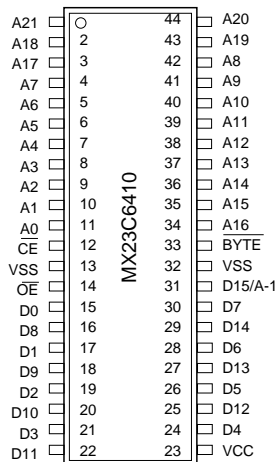 A21 44 A20
A18 2 43 A19
A17 3 42 A8
A7 4 41 A9
A6 5 40 A10
A5 6 39 A11
A4 7 38 A12
A3 8 37 A13
A2 9 36 A14
A1 10 35 A15
A0 11 34 A16
CE 12 33 BYTE
VSS 13 32 VSS
OE 14 31 D15/A-1
D0 15 30 D7
D8 16 29 D14
D1 17 28 D6
D9 18 27 D13
D2 19 26 D5
D10 20 25 D12
D3 21 24 D4
D11 22 23 VCC
MX23C6410